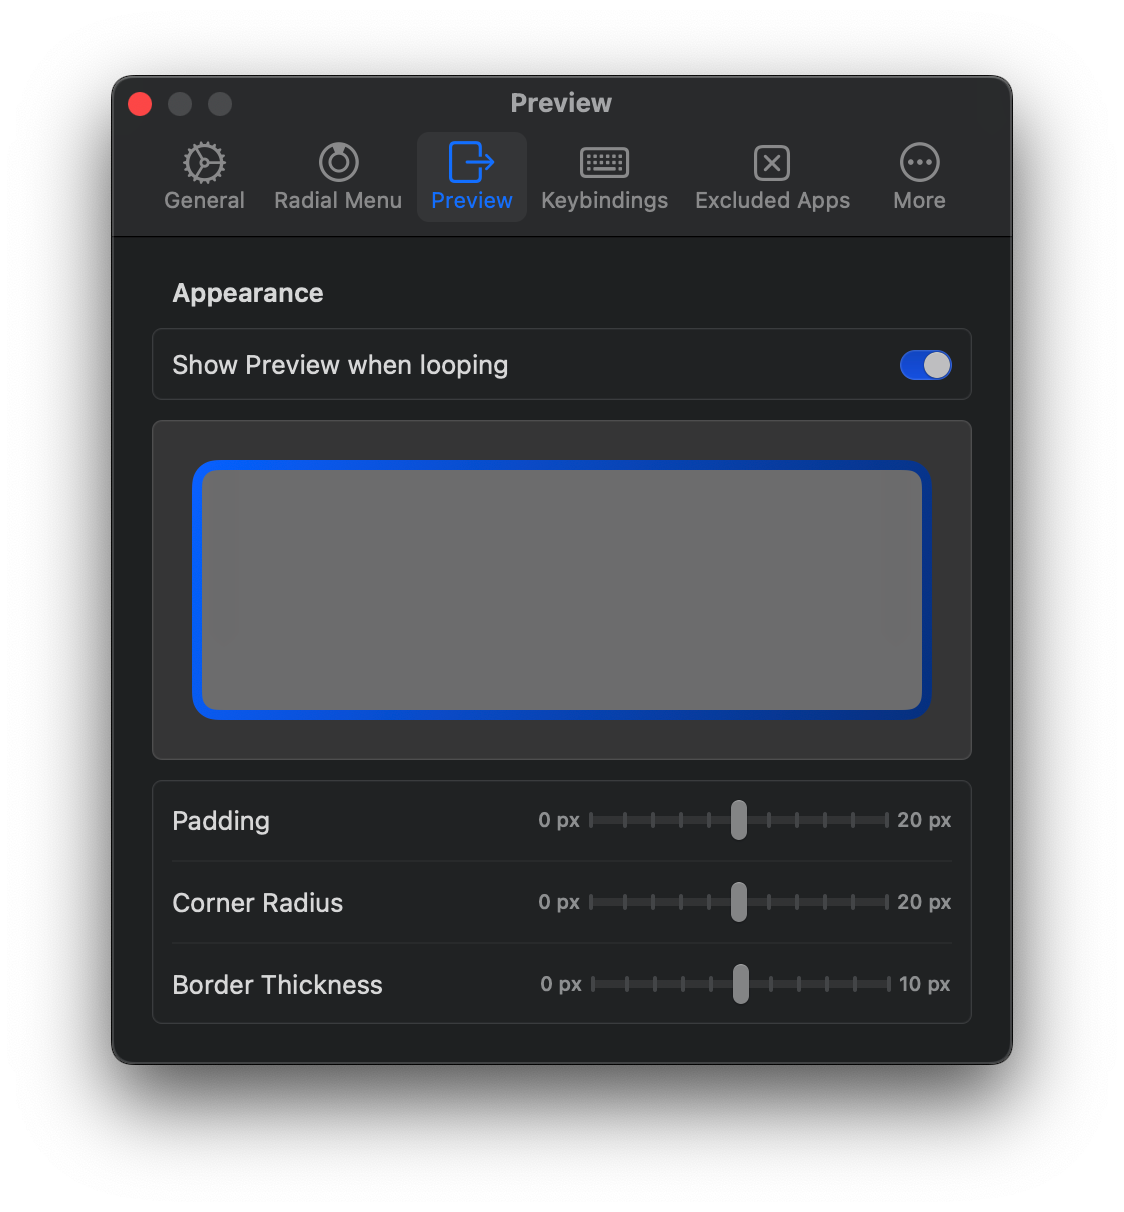 Preview
General Radial Menu Preview Keybindings Excluded Apps More
Appearance
Show Preview when looping
Padding 0 px 20 px
Corner Radius 0 px 20 px
Border Thickness 0 px 10 px